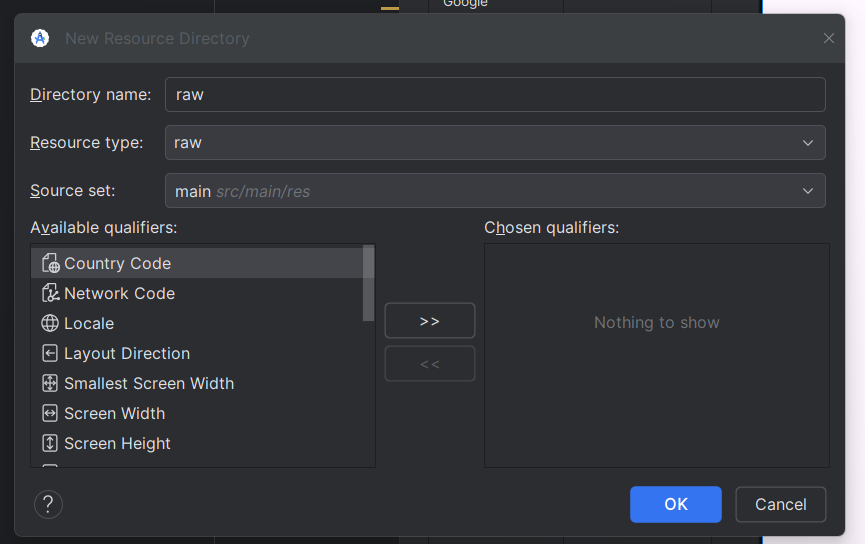 Google
New Resource Directory
Directory name: raw
Resource type: raw
Source set: main src/main/res
Available qualifiers:
Chosen qualifiers:
Country Code
Network Code
Locale
Layout Direction
Smallest Screen Width
Screen Width
Screen Height
>>
<<
Nothing to show
?
OK
Cancel